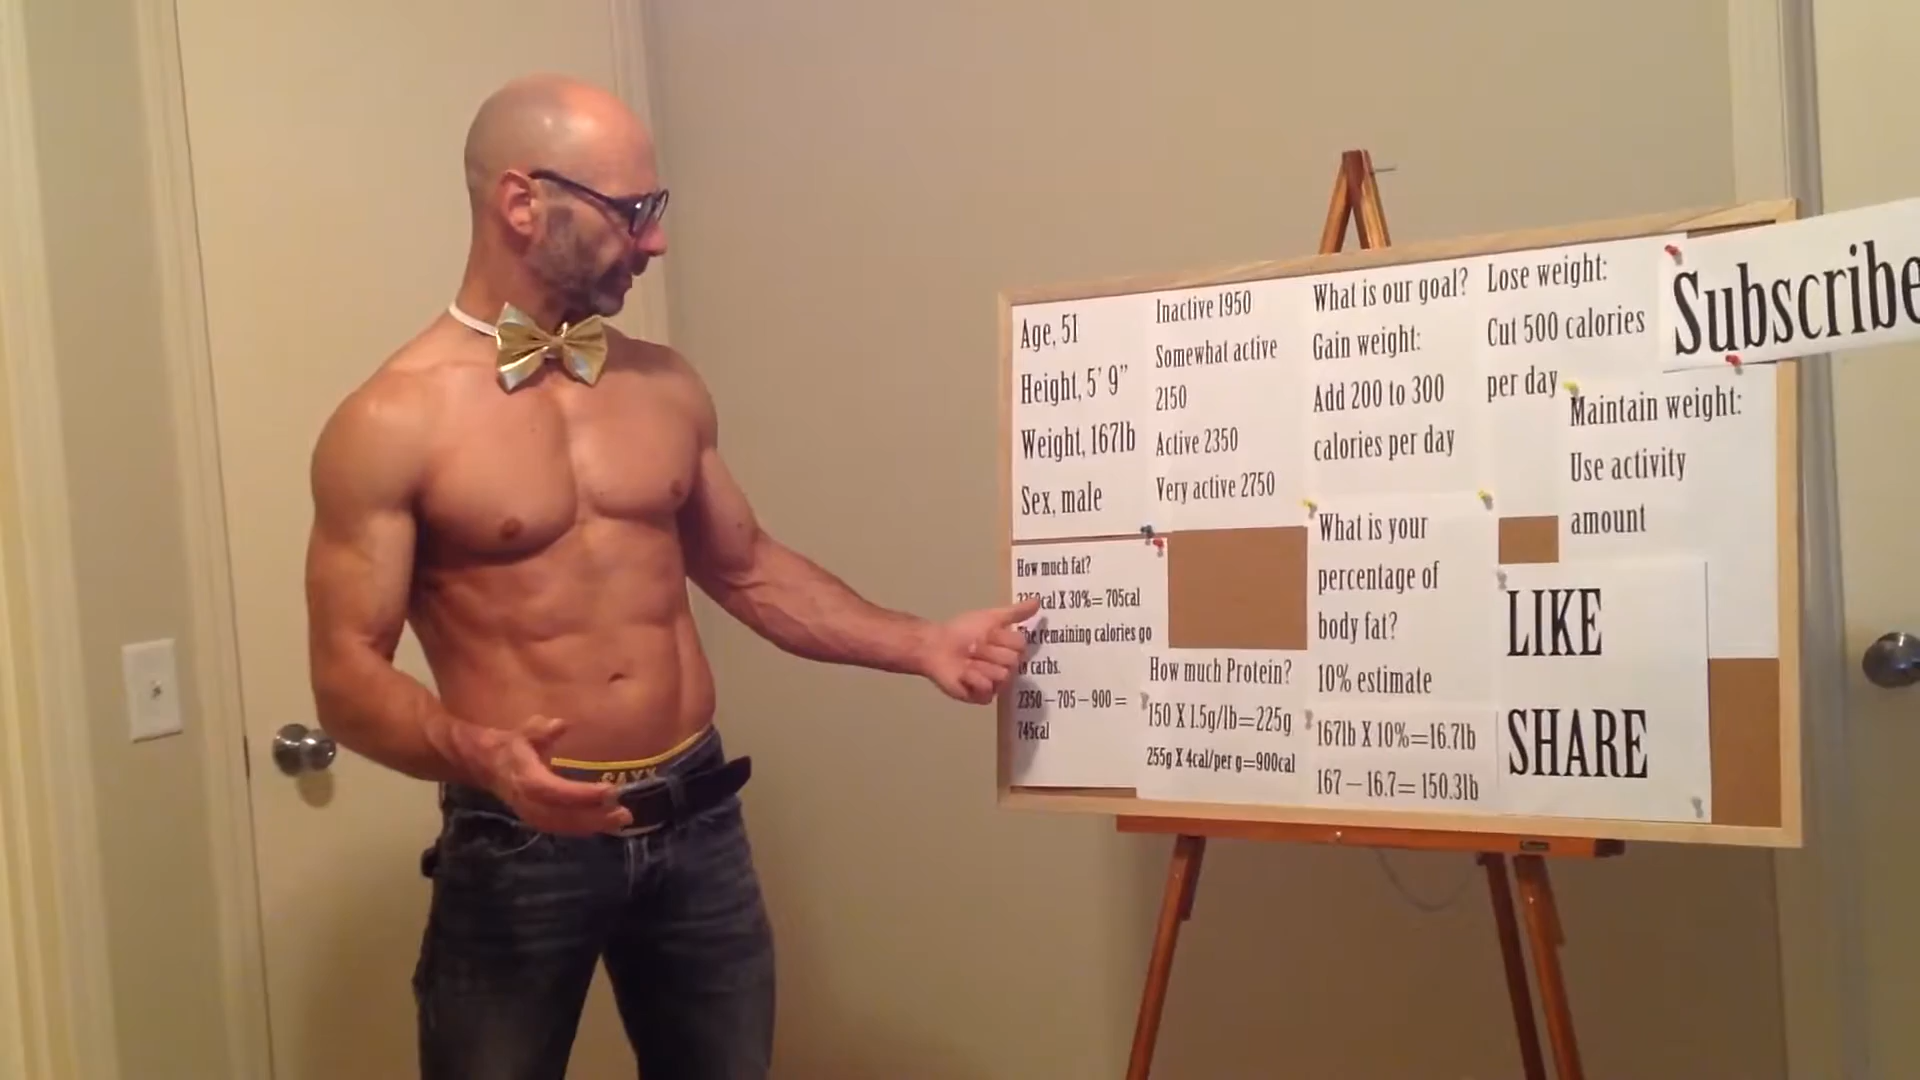 Age, 51
Height, 5' 9"
Weight, 167lb
Sex, male
Inactive 1950
Somewhat active
2150
Active 2350
Very active 2750
What is our goal?
Gain weight:
Add 200 to 300
calories per day
Lose weight:
Cut 500 calories
per day
Subscribe
Maintain weight:
Use activity
amount
How much fat?
2350cal X 30%= 705cal
The remaining calories go
to carbs.
2350 – 705 – 900 =
745cal
How much Protein?
150 X 1.5g/lb=225g
255g X 4cal/per g=900cal
What is your
percentage of
body fat?
10% estimate
167lb X 10%=16.7lb
167 – 16.7= 150.3lb
LIKE
SHARE
SAXX